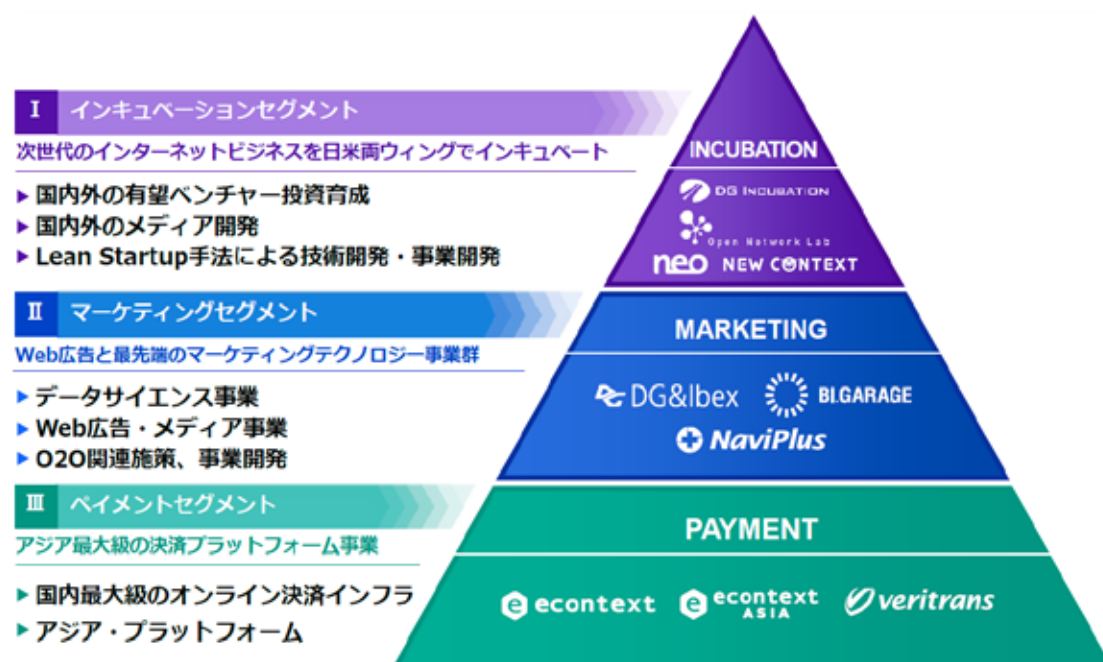 I インキュベーションセグメント
次世代のインターネットビジネスを日米両ウィングでインキュベート
▶国内外の有望ベンチャー投資育成
▶国内外のメディア開発
▶Lean Startup手法による技術開発・事業開発
INCUBATION
DG INCUBATION
Open Network Lab
neo NEW CONTEXT
II マーケティングセグメント
Web広告と最先端のマーケティングテクノロジー事業群
▶データサイエンス事業
▶Web広告・メディア事業
▶O2O関連施策、事業開発
MARKETING
DG&Ibex BI.GARAGE
NaviPlus
III ペイメントセグメント
アジア最大級の決済プラットフォーム事業
▶国内最大級のオンライン決済インフラ
▶アジア・プラットフォーム
PAYMENT
econtext econtext ASIA veritrans